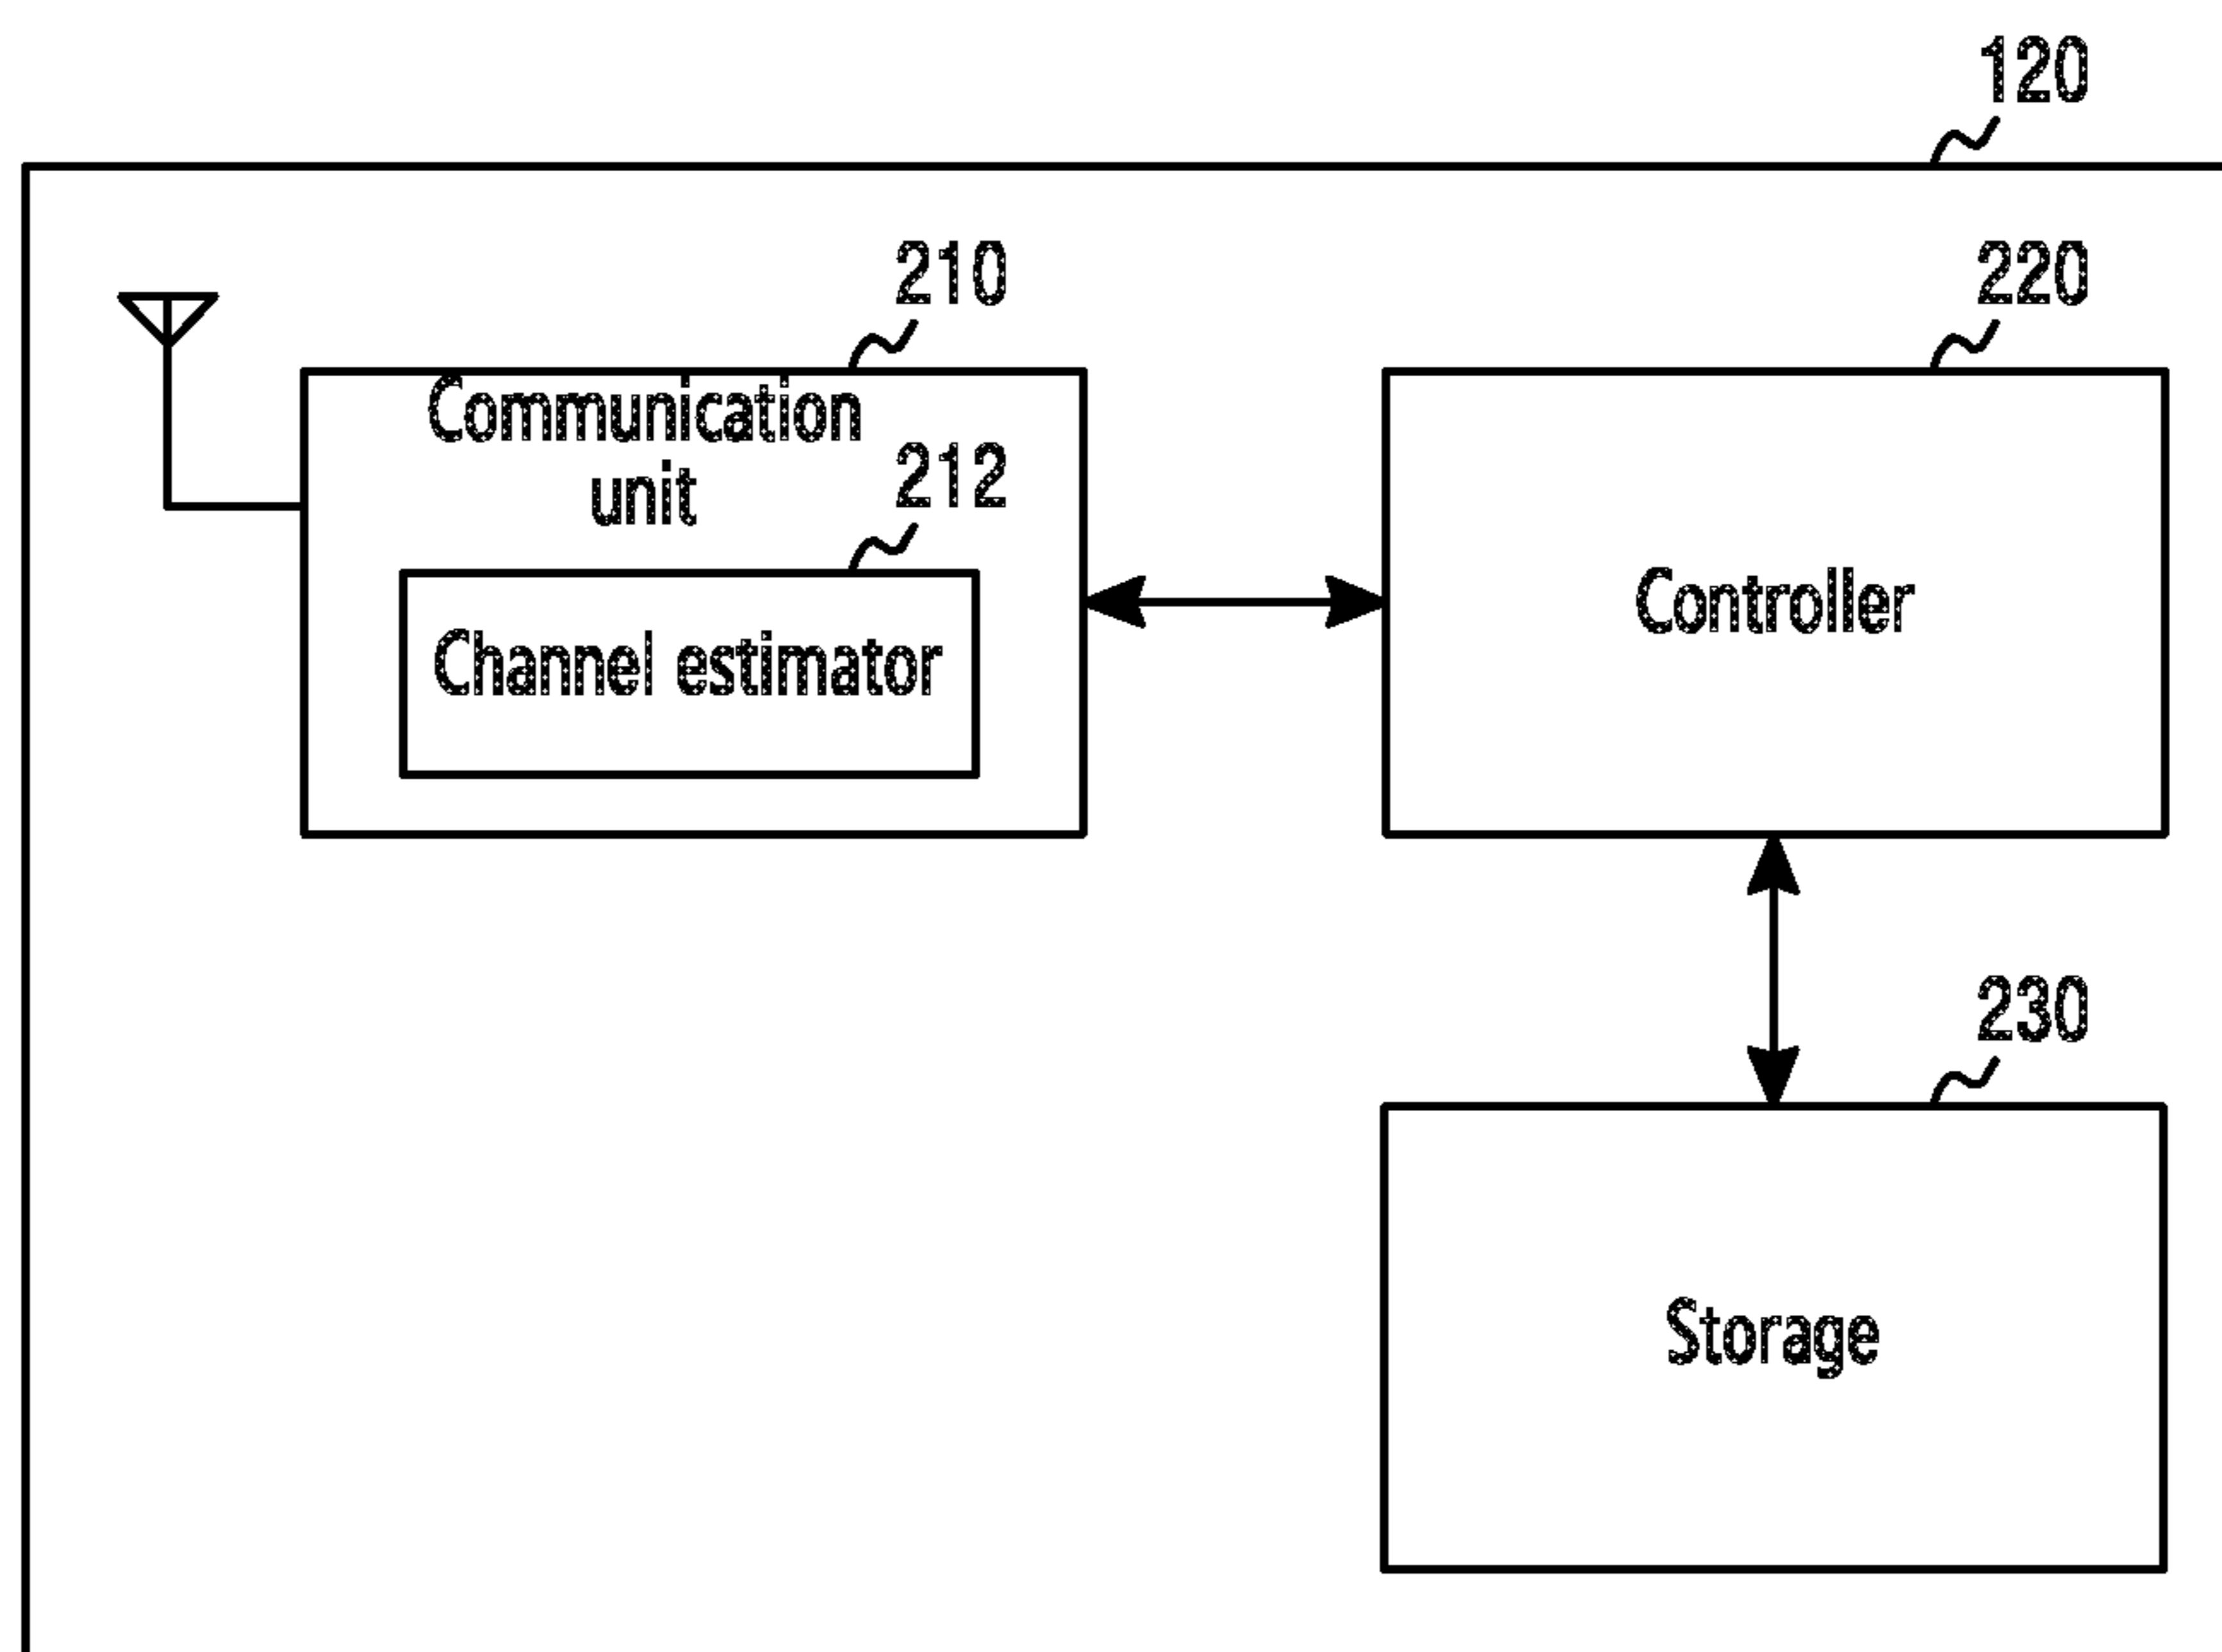 120
210
220
Communication
unit
212
Channel estimator
Controller
230
Storage